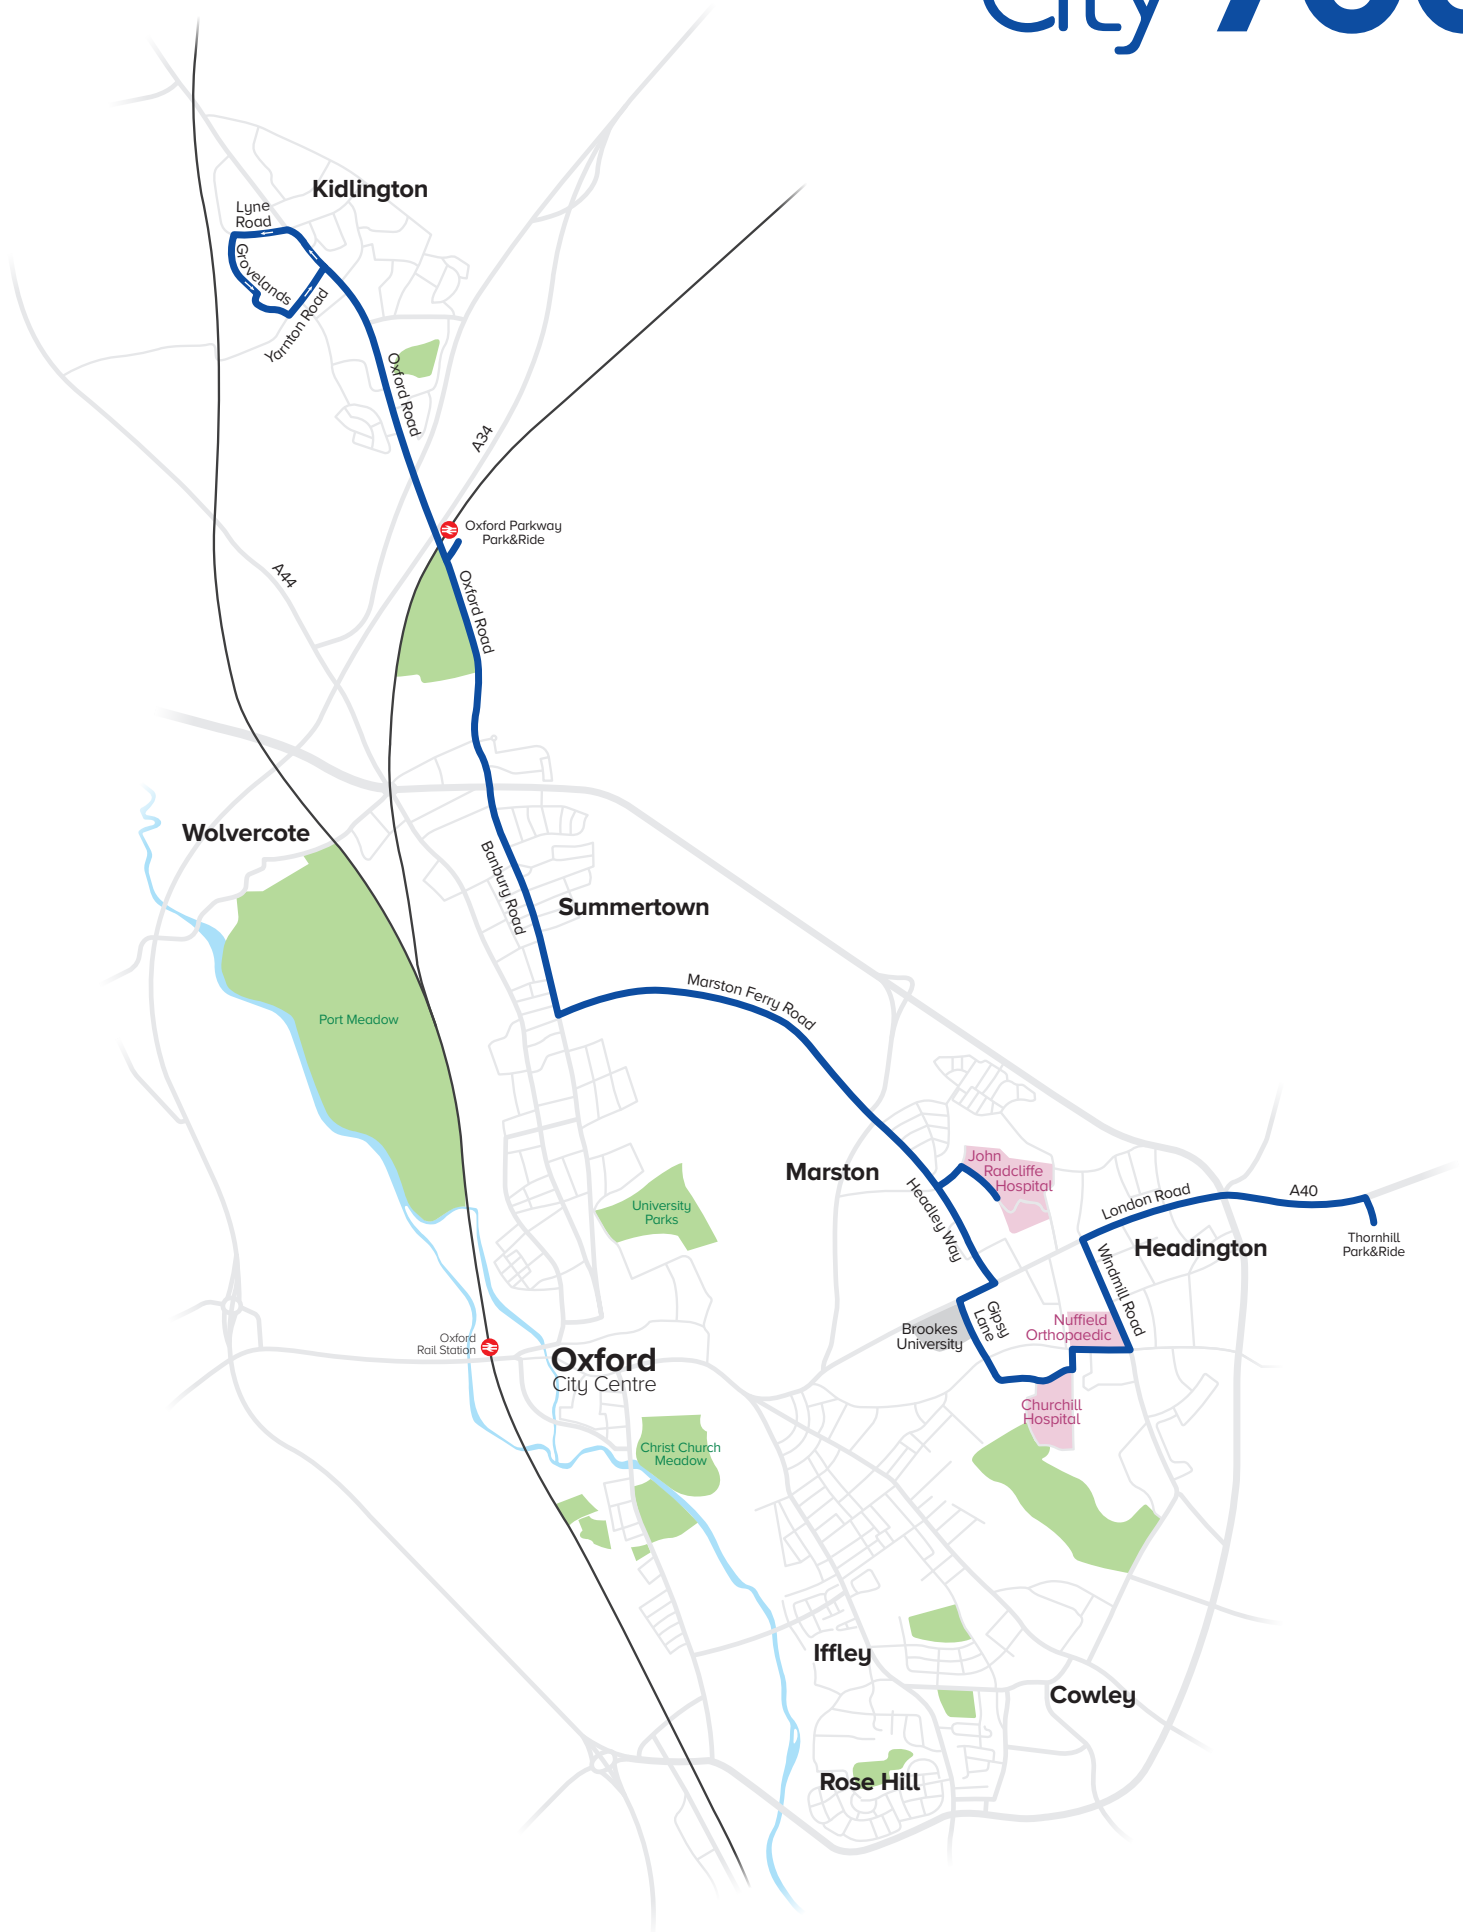 City
Kidlington
Lyne
Road
Grovelands
Yarnton Road
Oxford Road
A34
Oxford Parkway
Park&Ride
A44
Oxford Road
Wolvercote
Banbury Road
Summertown
Marston Ferry Road
Port Meadow
Marston
John
Radcliffe
Hospital
Headley Way
London Road
A40
University
Parks
Headington
Thornhill
Park&Ride
Windmill Road
Gipsy
Lane
Nuffield
Orthopaedic
Brookes
University
Oxford
Rail Station
Oxford
City Centre
Churchill
Hospital
Christ Church
Meadow
Iffley
Cowley
Rose Hill